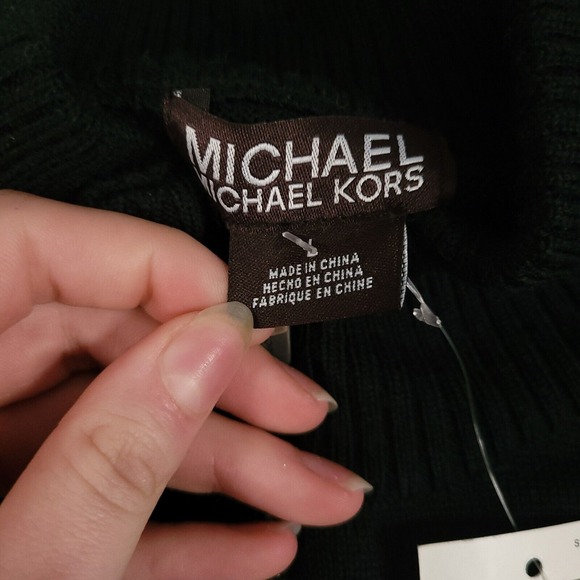 MICHAEL
MICHAEL KORS
MADE IN CHINA
HECHO EN CHINA
FABRIQUE EN CHINE